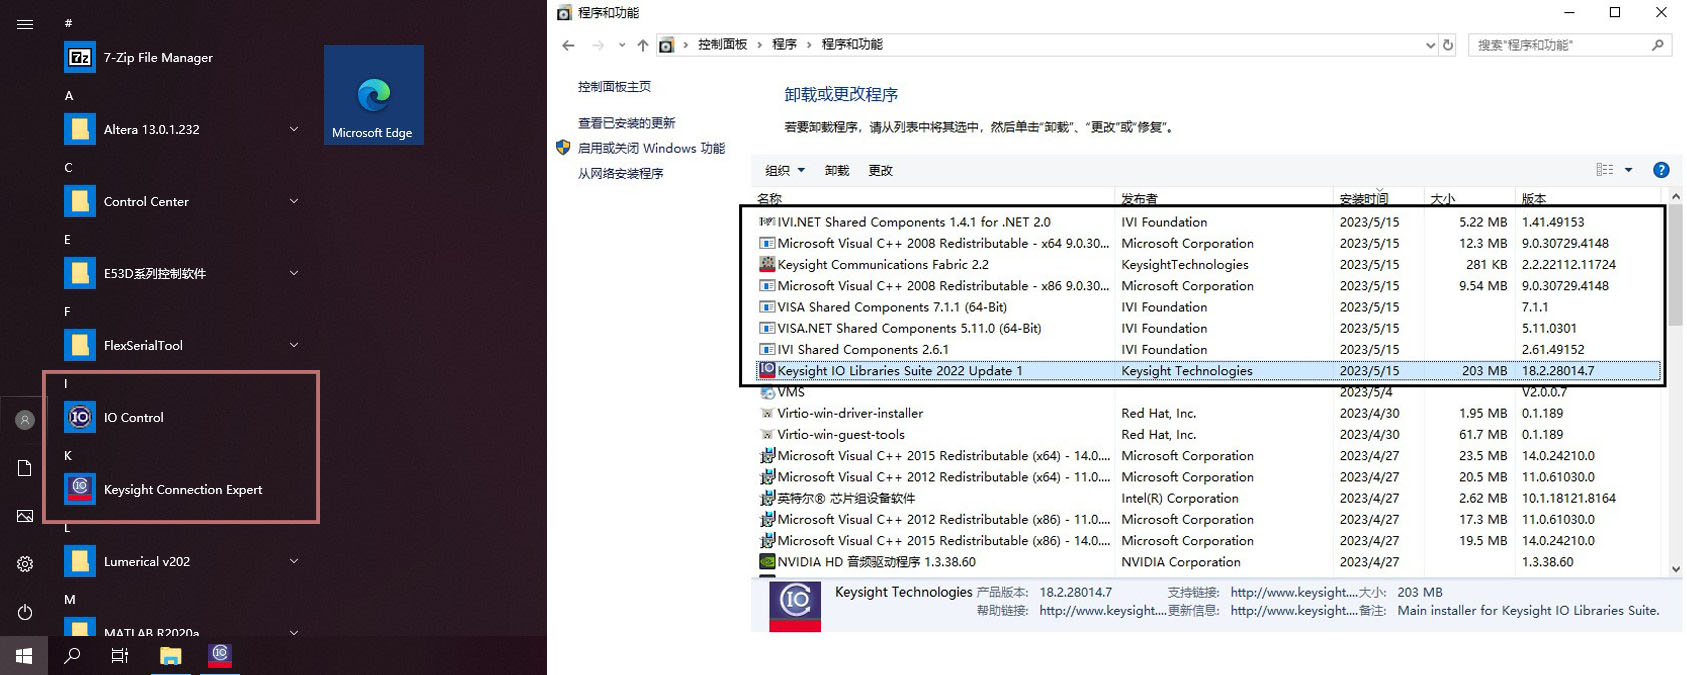 #
7-Zip File Manager
A
Altera 13.0.1.232
C
Control Center
E
E53D系列控制软件
F
FlexSerialTool
I
IO Control
K
Keysight Connection Expert
L
Lumerical v202
M
MATLAB R2020a
Microsoft Edge
程序和功能
控制面板 程序 程序和功能
搜索"程序和功能"
控制面板主页
查看已安装的更新
启用或关闭 Windows 功能
从网络安装程序
卸载或更改程序
若要卸载程序，请从列表中将其选中，然后单击"卸载"、"更改"或"修复"。
组织 卸载 更改
名称 发布者 安装时间 大小 版本
IVI.NET Shared Components 1.4.1 for .NET 2.0 IVI Foundation 2023/5/15 5.22 MB 1.41.49153
Microsoft Visual C++ 2008 Redistributable - x64 9.0.30... Microsoft Corporation 2023/5/15 12.3 MB 9.0.30729.4148
Keysight Communications Fabric 2.2 KeysightTechnologies 2023/5/15 281 KB 2.2.22112.11724
Microsoft Visual C++ 2008 Redistributable - x86 9.0.30... Microsoft Corporation 2023/5/15 9.54 MB 9.0.30729.4148
VISA Shared Components 7.1.1 (64-Bit) IVI Foundation 2023/5/15 7.1.1
VISA.NET Shared Components 5.11.0 (64-Bit) IVI Foundation 2023/5/15 5.11.0301
IVI Shared Components 2.6.1 IVI Foundation 2023/5/15 2.61.49152
Keysight IO Libraries Suite 2022 Update 1 Keysight Technologies 2023/5/15 203 MB 18.2.28014.7
VMS 2023/5/4 V2.0.0.7
Virtio-win-driver-installer Red Hat, Inc. 2023/4/30 1.95 MB 0.1.189
Virtio-win-guest-tools Red Hat, Inc. 2023/4/30 61.7 MB 0.1.189
Microsoft Visual C++ 2015 Redistributable (x64) - 14.0.... Microsoft Corporation 2023/4/27 23.5 MB 14.0.24210.0
Microsoft Visual C++ 2012 Redistributable (x64) - 11.0.... Microsoft Corporation 2023/4/27 20.5 MB 11.0.61030.0
英特尔® 芯片组设备软件 Intel(R) Corporation 2023/4/27 2.62 MB 10.1.18121.8164
Microsoft Visual C++ 2012 Redistributable (x86) - 11.0.... Microsoft Corporation 2023/4/27 17.3 MB 11.0.61030.0
Microsoft Visual C++ 2015 Redistributable (x86) - 14.0.... Microsoft Corporation 2023/4/27 19.5 MB 14.0.24210.0
NVIDIA HD 音频驱动程序 1.3.38.60 NVIDIA Corporation 2023/4/27 1.3.38.60
Keysight Technologies 产品版本: 18.2.28014.7 支持链接: http://www.keysight.... 大小: 203 MB
帮助链接: http://www.keysight.... 更新信息: http://www.keysight.... 备注: Main installer for Keysight IO Libraries Suite.